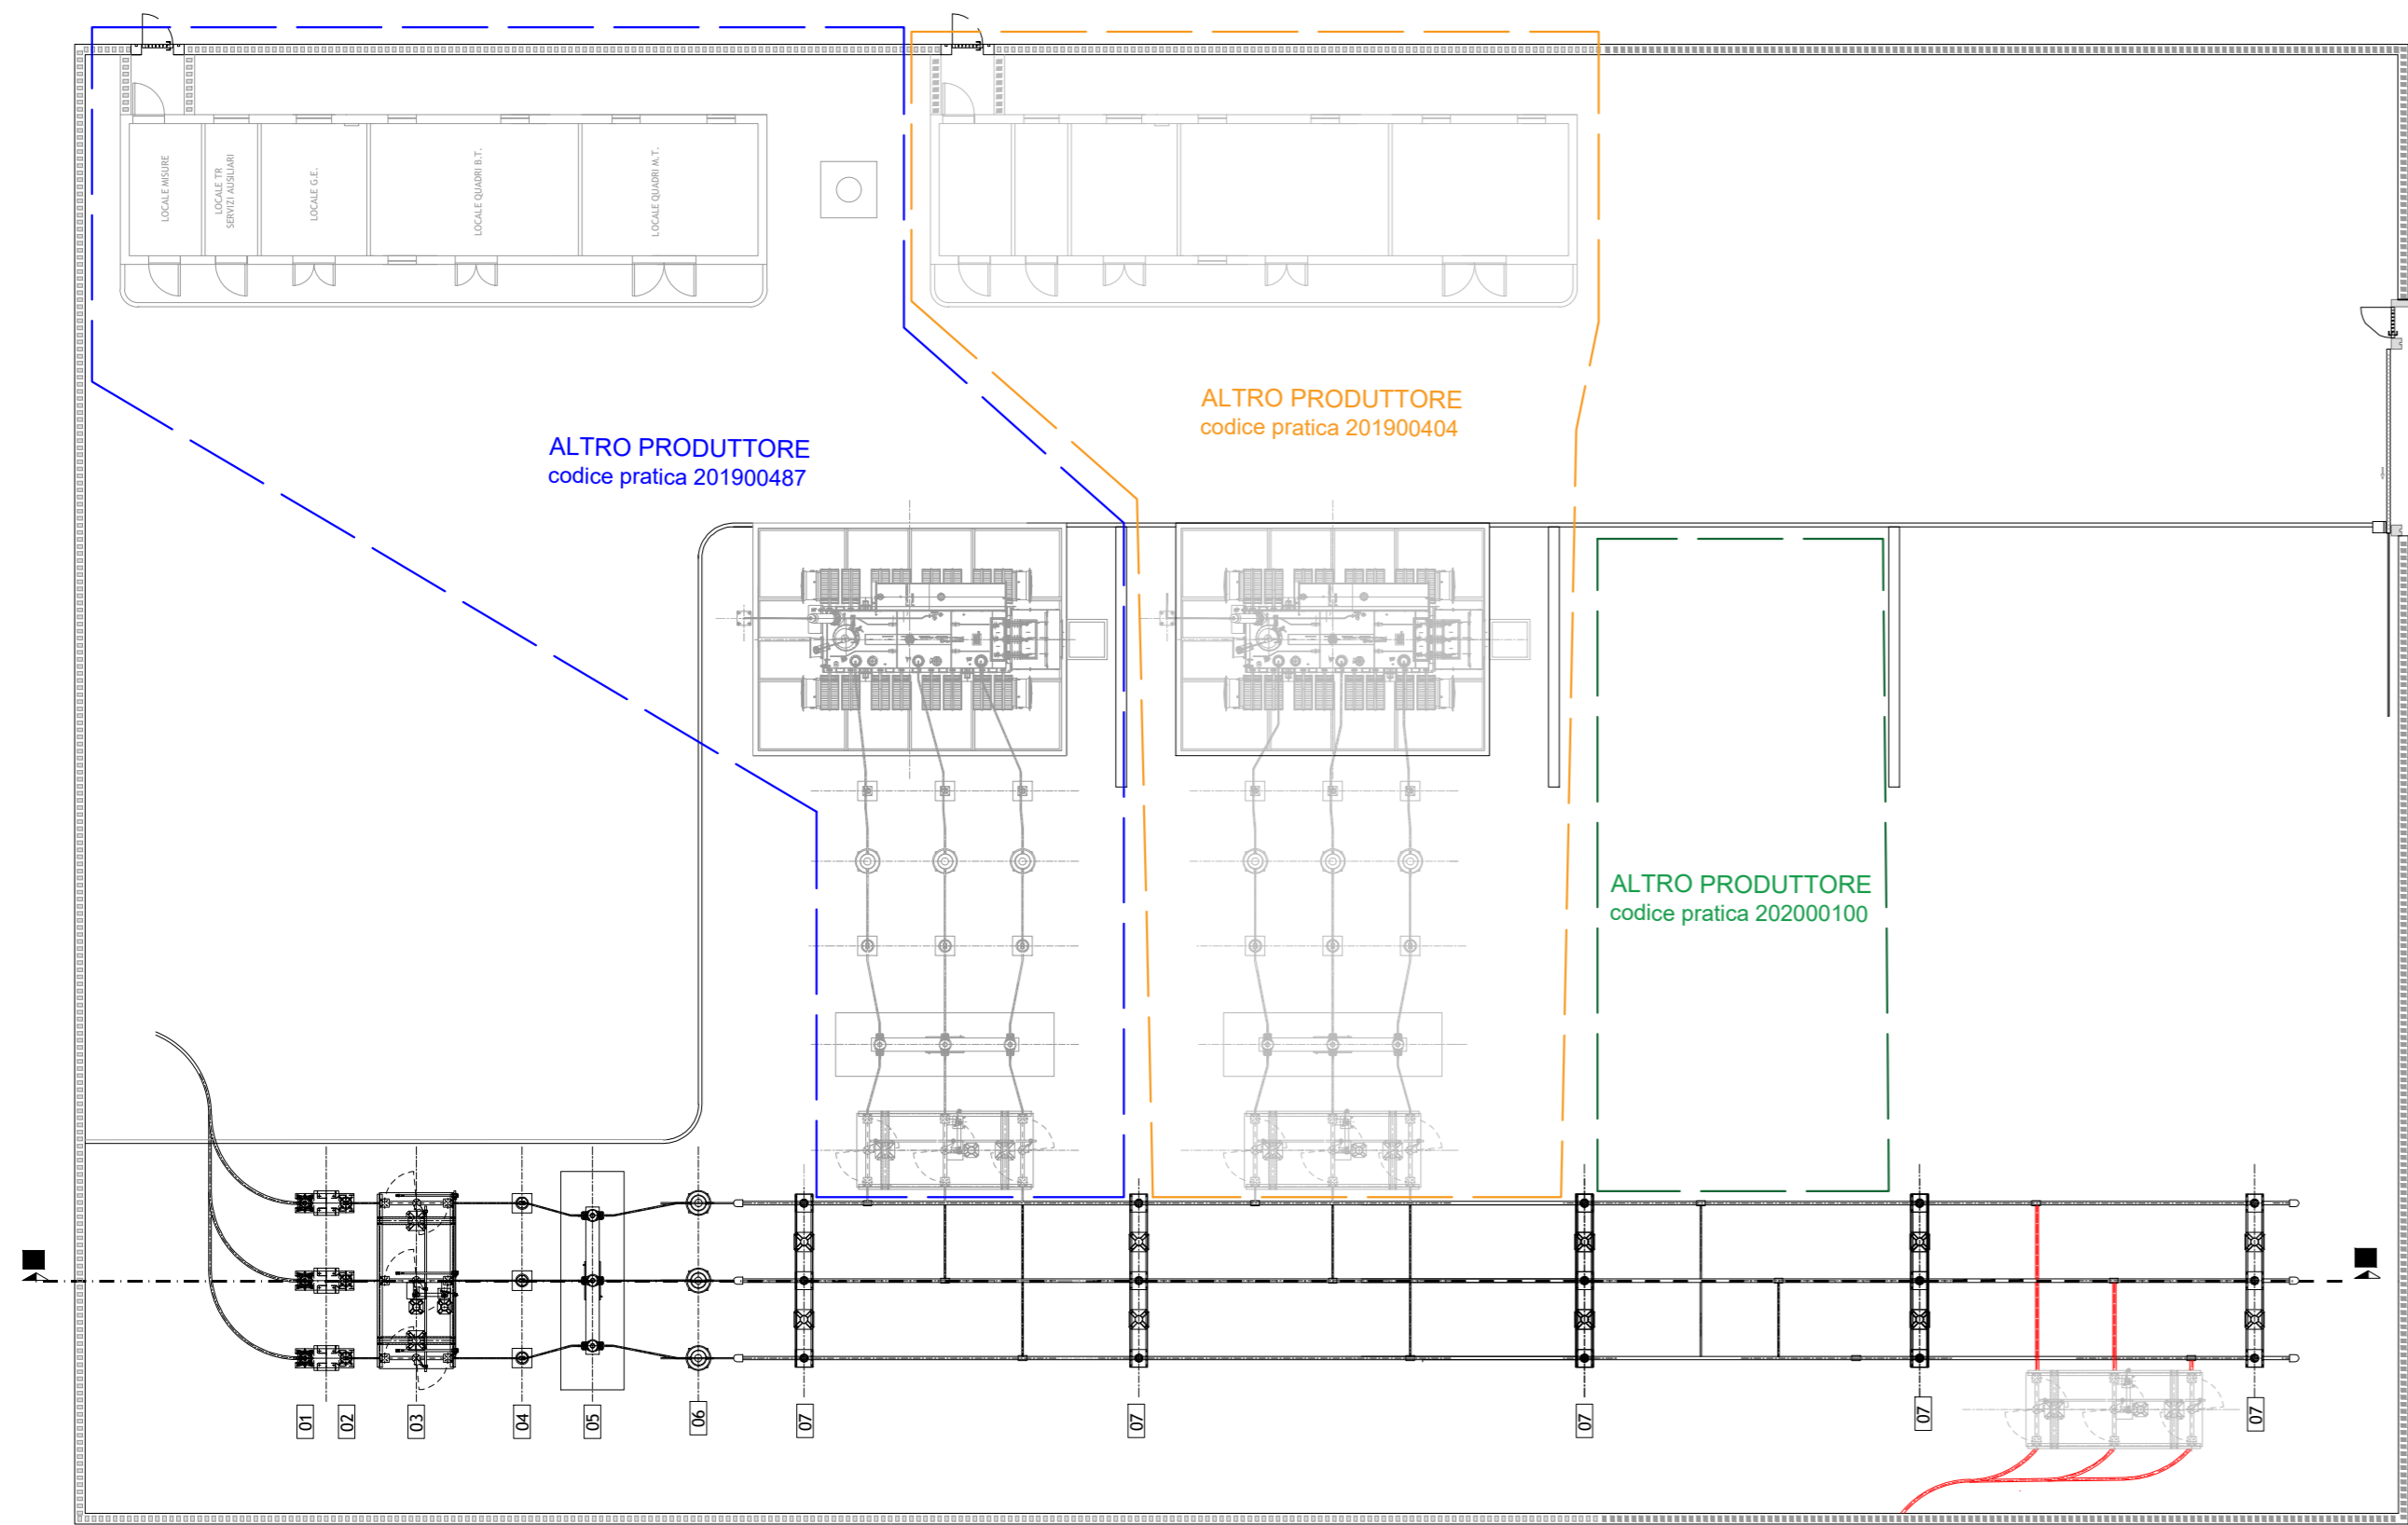 LOCALE MISURE
LOCALE TR
SERVIZI AUSILIARI
LOCALE G.E.
LOCALE QUADRI B.T.
LOCALE QUADRI M.T.
ALTRO PRODUTTORE
codice pratica 201900404
ALTRO PRODUTTORE
codice pratica 201900487
ALTRO PRODUTTORE
codice pratica 202000100
01
02
03
04
05
06
07
07
07
07
07